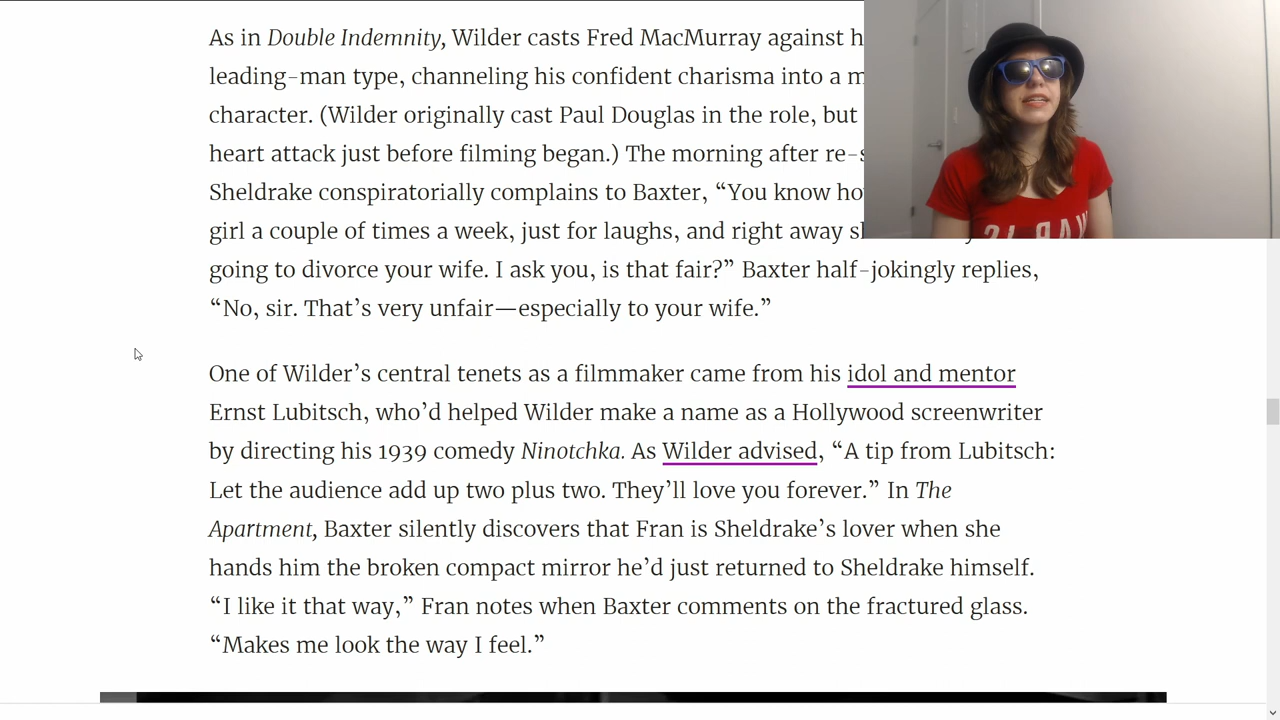 As in Double Indemnity, Wilder casts Fred MacMurray against
leading-man type, channeling his confident charisma into a
character. (Wilder originally cast Paul Douglas in the role, but
heart attack just before filming began.) The morning after
Sheldrake conspiratorially complains to Baxter, “You know
girl a couple of times a week, just for laughs, and right away
going to divorce your wife. I ask you, is that fair?” Baxter half-jokingly replies,
“No, sir. That’s very unfair—especially to your wife.”
One of Wilder’s central tenets as a filmmaker came from his idol and mentor
Ernst Lubitsch, who’d helped Wilder make a name as a Hollywood screenwriter
by directing his 1939 comedy Ninotchka. As Wilder advised, “A tip from Lubitsch:
Let the audience add up two plus two. They’ll love you forever.” In The
Apartment, Baxter silently discovers that Fran is Sheldrake’s lover when she
hands him the broken compact mirror he’d just returned to Sheldrake himself.
“I like it that way,” Fran notes when Baxter comments on the fractured glass.
“Makes me look the way I feel.”